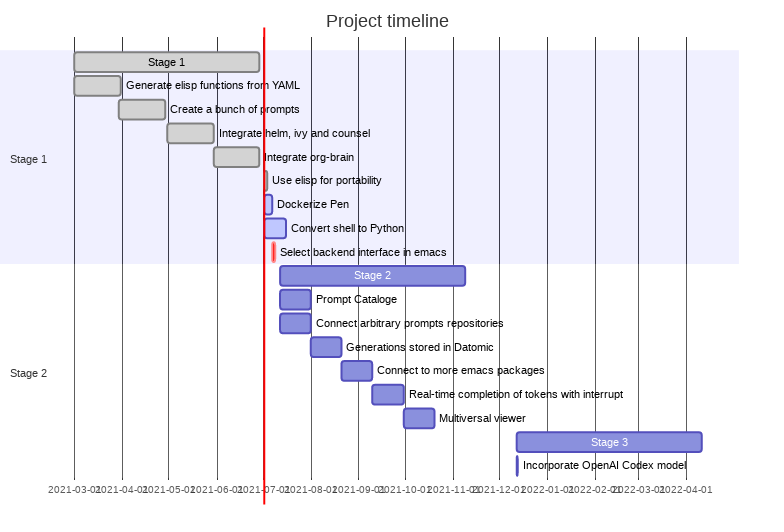 Project timeline
Stage 1
Generate elisp functions from YAML
Create a bunch of prompts
Integrate helm, ivy and counsel
Integrate org-brain
Stage 1
Use elisp for portability
Dockerize Pen
Convert shell to Python
Select backend interface in emacs
Stage 2
Prompt Cataloge
Connect arbitrary prompts repositories
Generations stored in Datomic
Connect to more emacs packages
Stage 2
Real-time completion of tokens with interrupt
Multiversal viewer
Stage 3
Incorporate OpenAI Codex model
2021-03-01 2021-04-01 2021-05-01 2021-06-01 2021-07-01 2021-08-01 2021-09-01 2021-10-01 2021-11-01 2021-12-01 2022-01-01 2022-02-01 2022-03-01 2022-04-01